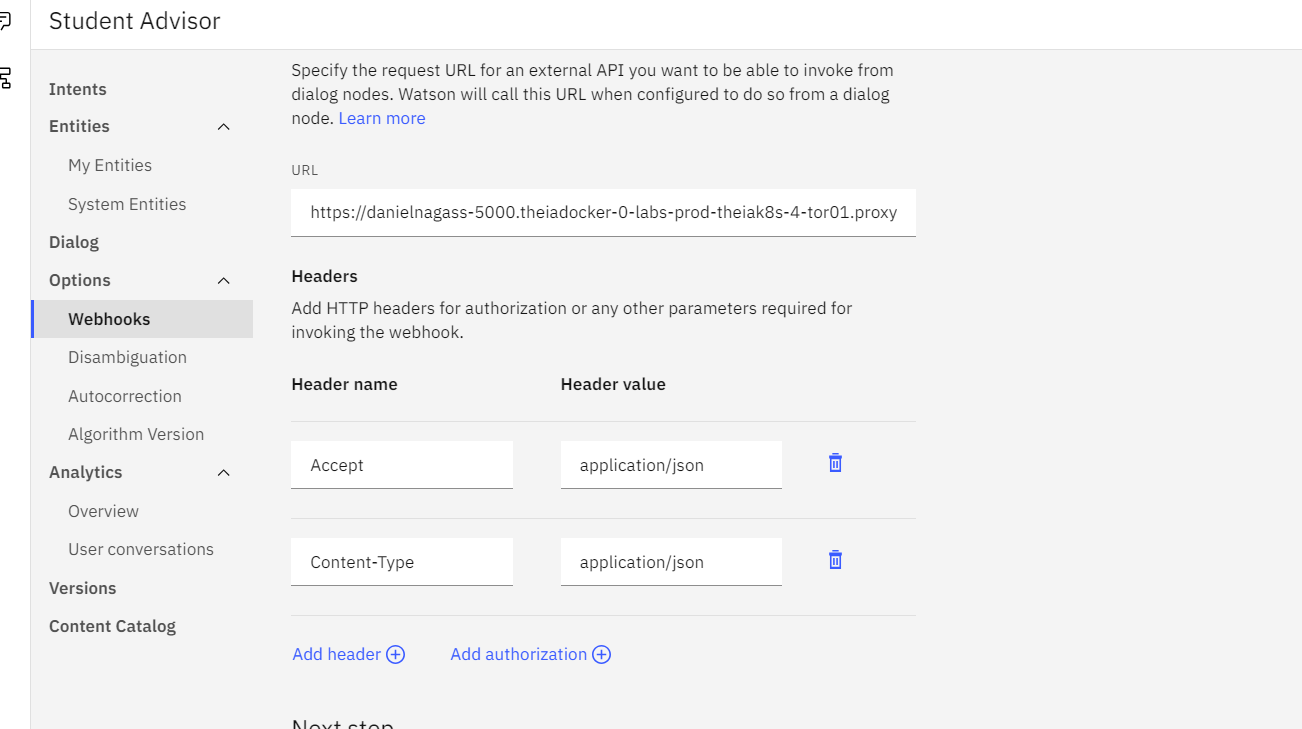 Student Advisor
Intents
Entities
My Entities
System Entities
Dialog
Options
Webhooks
Disambiguation
Autocorrection
Algorithm Version
Analytics
Overview
User conversations
Versions
Content Catalog
Specify the request URL for an external API you want to be able to invoke from
dialog nodes. Watson will call this URL when configured to do so from a dialog
node. Learn more
URL
https://danielnagass-5000.theiadocker-0-labs-prod-theiak8s-4-tor01.proxy
Headers
Add HTTP headers for authorization or any other parameters required for
invoking the webhook.
Header name Header value
Accept application/json
Content-Type application/json
Add header Add authorization
Next step